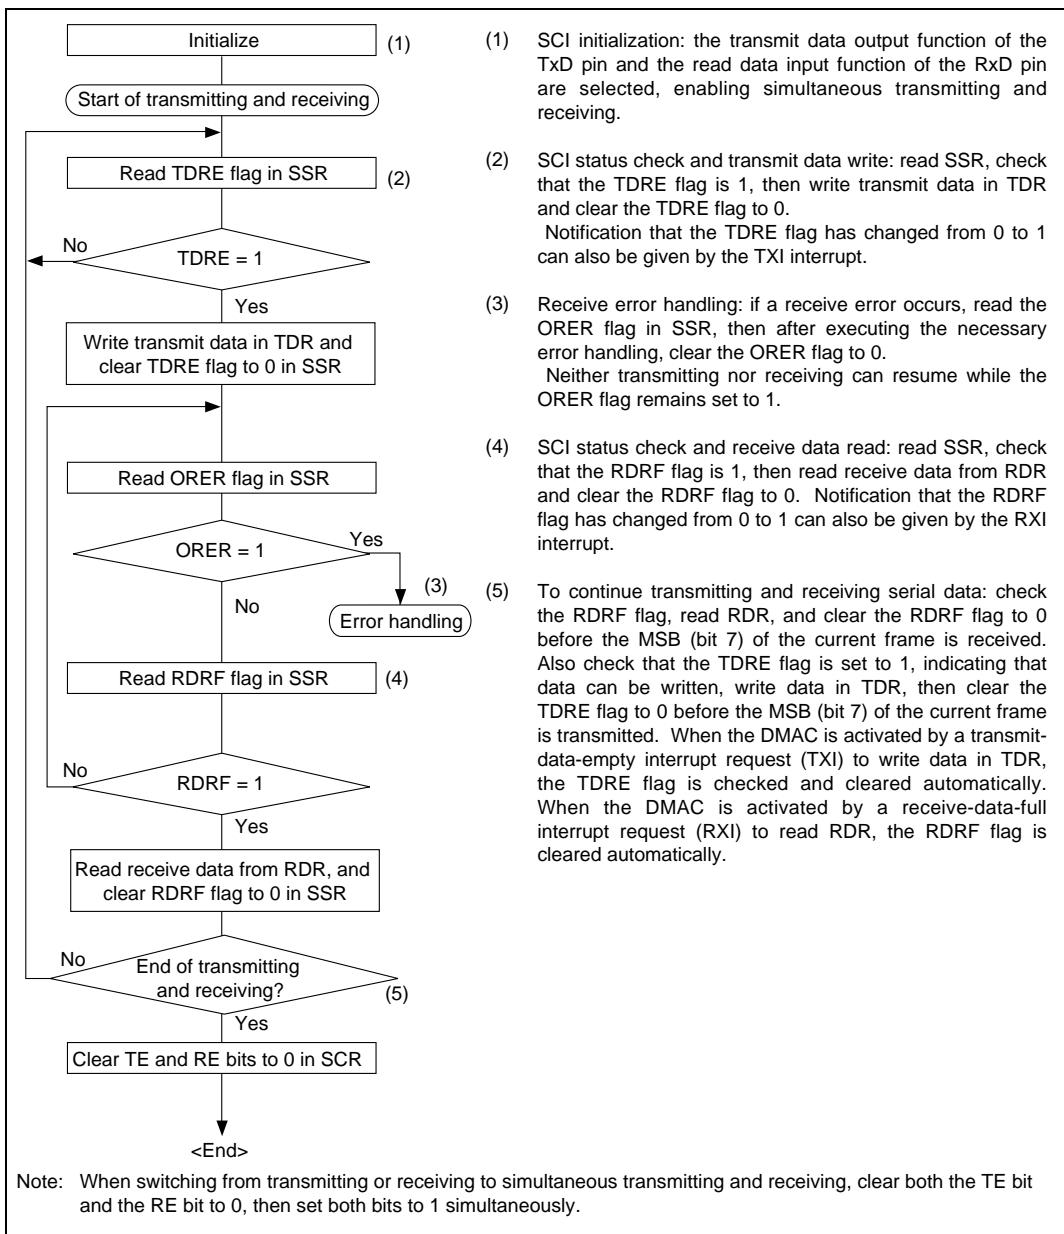 Initialize
(1)
Start of transmitting and receiving
Read TDRE flag in SSR
(2)
No
TDRE = 1
Yes
Write transmit data in TDR and
clear TDRE flag to 0 in SSR
Read ORER flag in SSR
ORER = 1
Yes
(3)
No
Error handling
Read RDRF flag in SSR
(4)
No
RDRF = 1
Yes
Read receive data from RDR, and
clear RDRF flag to 0 in SSR
No
End of transmitting
and receiving?
(5)
Yes
Clear TE and RE bits to 0 in SCR
<End>
(1) SCI initialization: the transmit data output function of the
TxD pin and the read data input function of the RxD pin
are selected, enabling simultaneous transmitting and
receiving.
(2) SCI status check and transmit data write: read SSR, check
that the TDRE flag is 1, then write transmit data in TDR
and clear the TDRE flag to 0.
Notification that the TDRE flag has changed from 0 to 1
can also be given by the TXI interrupt.
(3) Receive error handling: if a receive error occurs, read the
ORER flag in SSR, then after executing the necessary
error handling, clear the ORER flag to 0.
Neither transmitting nor receiving can resume while the
ORER flag remains set to 1.
(4) SCI status check and receive data read: read SSR, check
that the RDRF flag is 1, then read receive data from RDR
and clear the RDRF flag to 0. Notification that the RDRF
flag has changed from 0 to 1 can also be given by the RXI
interrupt.
(5) To continue transmitting and receiving serial data: check
the RDRF flag, read RDR, and clear the RDRF flag to 0
before the MSB (bit 7) of the current frame is received.
Also check that the TDRE flag is set to 1, indicating that
data can be written, write data in TDR, then clear the
TDRE flag to 0 before the MSB (bit 7) of the current frame
is transmitted. When the DMAC is activated by a transmit-
data-empty interrupt request (TXI) to write data in TDR,
the TDRE flag is checked and cleared automatically.
When the DMAC is activated by a receive-data-full
interrupt request (RXI) to read RDR, the RDRF flag is
cleared automatically.
Note: When switching from transmitting or receiving to simultaneous transmitting and receiving, clear both the TE bit
and the RE bit to 0, then set both bits to 1 simultaneously.